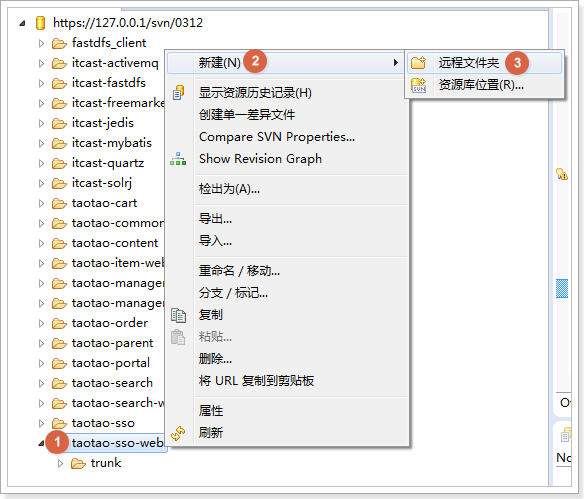 https://127.0.0.1/svn/0312
fastdfs_client
itcast-activemq
itcast-fastdfs
itcast-freemarke
itcast-jedis
itcast-mybatis
itcast-quartz
itcast-solrj
taotao-cart
taotao-common
taotao-content
taotao-item-web
taotao-manager
taotao-manager
taotao-order
taotao-parent
taotao-portal
taotao-search
taotao-search-w
taotao-sso
1 taotao-sso-web
trunk
新建(N) 2
显示资源历史记录(H)
创建单一差异文件
Compare SVN Properties...
Show Revision Graph
检出为(A)...
导出...
导入...
重命名 / 移动...
分支 / 标记...
复制
粘贴...
删除...
将 URL 复制到剪贴板
属性
刷新
远程文件夹 3
SVN 资源库位置(R)...
No